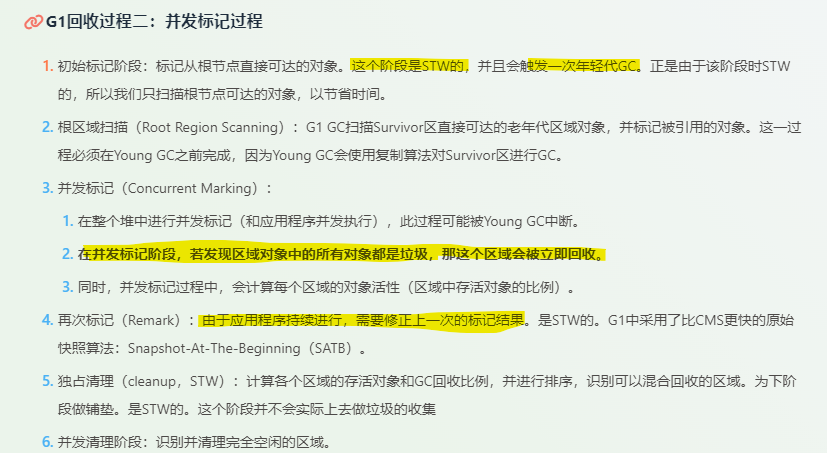 G1回收过程二：并发标记过程
1. 初始标记阶段：标记从根节点直接可达的对象。这个阶段是STW的，并且会触发一次年轻代GC。正是由于该阶段时STW
的，所以我们只扫描根节点可达的对象，以节省时间。
2. 根区域扫描（Root Region Scanning）：G1 GC扫描Survivor区直接可达的老年代区域对象，并标记被引用的对象。这一过
程必须在Young GC之前完成，因为Young GC会使用复制算法对Survivor区进行GC。
3. 并发标记（Concurrent Marking）：
1. 在整个堆中进行并发标记（和应用程序并发执行），此过程可能被Young GC中断。
2. 在并发标记阶段，若发现区域对象中的所有对象都是垃圾，那这个区域会被立即回收。
3. 同时，并发标记过程中，会计算每个区域的对象活性（区域中存活对象的比例）。
4. 再次标记（Remark）：由于应用程序持续进行，需要修正上一次的标记结果。是STW的。G1中采用了比CMS更快的原始
快照算法：Snapshot-At-The-Beginning（SATB）。
5. 独占清理（cleanup，STW）：计算各个区域的存活对象和GC回收比例，并进行排序，识别可以混合回收的区域。为下阶
段做铺垫。是STW的。这个阶段并不会实际上去做垃圾的收集
6. 并发清理阶段：识别并清理完全空闲的区域。